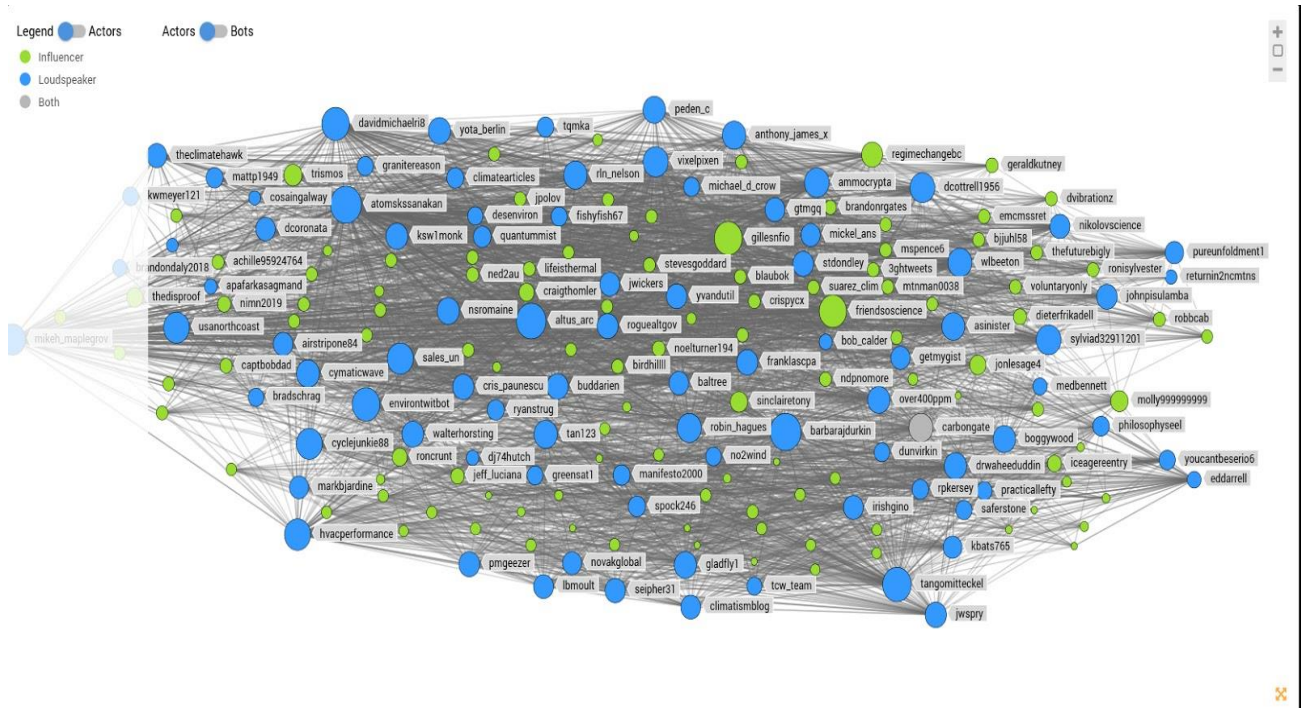 Legend Actors Actors Bots
Influencer
Loudspeaker
Both
peden_c
davidmichaelri8
yota_berlin
tqmka
anthony_james_x
theclimatehawk
granitereason
vixelpixen
regimechangebc
geraldkutney
mattp1949
trismos
climatearticles
rln_nelson
michael_d_crow
ammocrypta
dcottrell1956
kwmeyer121
cosaingalway
atomskssanakan
jpolov
dvibrationz
desenviron
fishyfish67
gtmgq
brandonrgates
emcmssret
nikolovscience
dcoronata
ksw1monk
quantummist
gillesnfio
mickel_ans
bjjuhl58
mspence6
thefuturebigly
pureunfoldment1
brandondaly2018
achille95924764
lifeisthermal
stevesgoddard
stdondley
3ghtweets
wlbeeton
ronisylvester
ned2au
blaubok
returnin2ncmtns
apafarkasagmand
jwickers
suarez_clim
mtnman0038
voluntaryonly
thedisproof
nimn2019
craigthomler
yvandutil
crispycx
johnpisulamba
nsromaine
friendsoscience
dieterfrikadell
robbcab
usanorthcoast
altus_arc
roguealtgov
asinister
mikeh_maplegrov
airstripone84
noelturner194
bob_calder
sylviad32911201
sales_un
birdhillll
franklascpa
getmygist
jonlesage4
captbobdad
cymaticwave
cris_paunescu
buddarien
baltree
ndpnomore
medbennett
bradschrag
environtwitbot
ryanstrug
sinclairetony
over400ppm
molly999999999
walterhorsting
tan123
robin_hagues
barbarajdurkin
carbongate
philosophyseel
cyclejunkie88
boggywood
roncrunt
dj74hutch
no2wind
dunvirkin
youcantbeserio6
jeff_luciana
greensat1
manifesto2000
drwaheeduddin
iceagereentry
eddarrell
markbjardine
rpkersey
practicallefty
spock246
irishgino
saferstone
hvacperformance
kbats765
pmgeezer
novakglobal
gladfly1
tangomitteckel
lbmoult
seipher31
tcw_team
climatismblog
jwspry